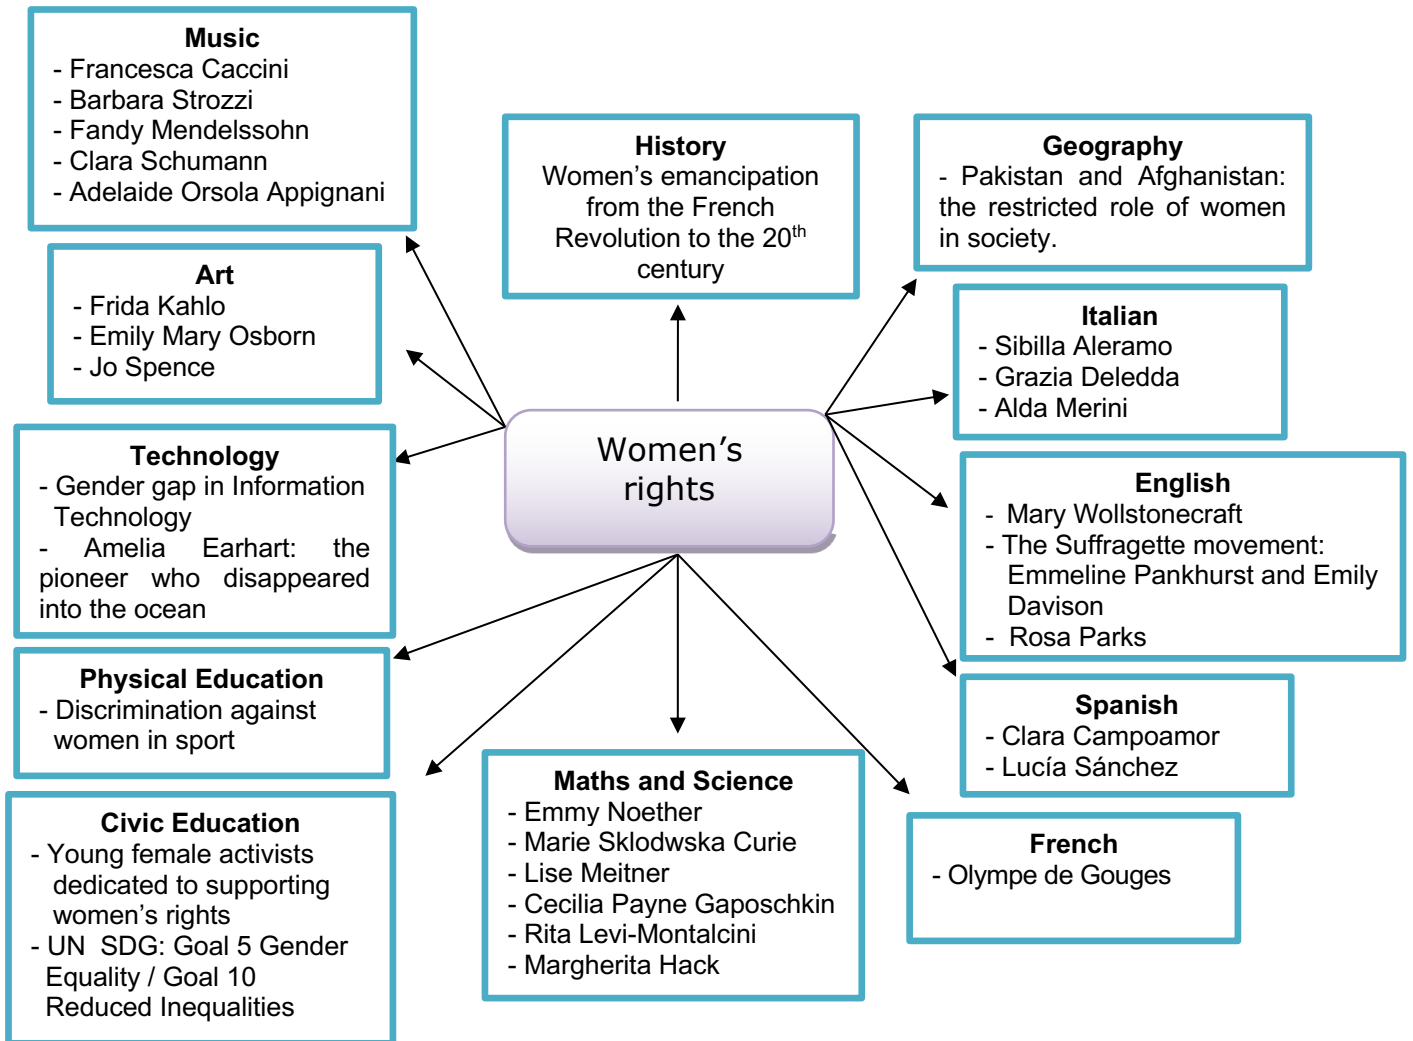 Music
- Francesca Caccini
- Barbara Strozzi
- Fandy Mendelssohn
- Clara Schumann
- Adelaide Orsola Appignani
History
Women's emancipation
from the French
Revolution to the 20th
century
Geography
- Pakistan and Afghanistan:
the restricted role of women
in society.
Art
- Frida Kahlo
- Emily Mary Osborn
- Jo Spence
Italian
- Sibilla Aleramo
- Grazia Deledda
- Alda Merini
Women's
rights
Technology
- Gender gap in Information
Technology
- Amelia Earhart: the
pioneer who disappeared
into the ocean
English
- Mary Wollstonecraft
- The Suffragette movement:
Emmeline Pankhurst and Emily
Davison
- Rosa Parks
Physical Education
- Discrimination against
women in sport
Spanish
- Clara Campoamor
- Lucía Sánchez
Civic Education
- Young female activists
dedicated to supporting
women's rights
- UN SDG: Goal 5 Gender
Equality / Goal 10
Reduced Inequalities
Maths and Science
- Emmy Noether
- Marie Sklodwska Curie
- Lise Meitner
- Cecilia Payne Gaposchkin
- Rita Levi-Montalcini
- Margherita Hack
French
- Olympe de Gouges